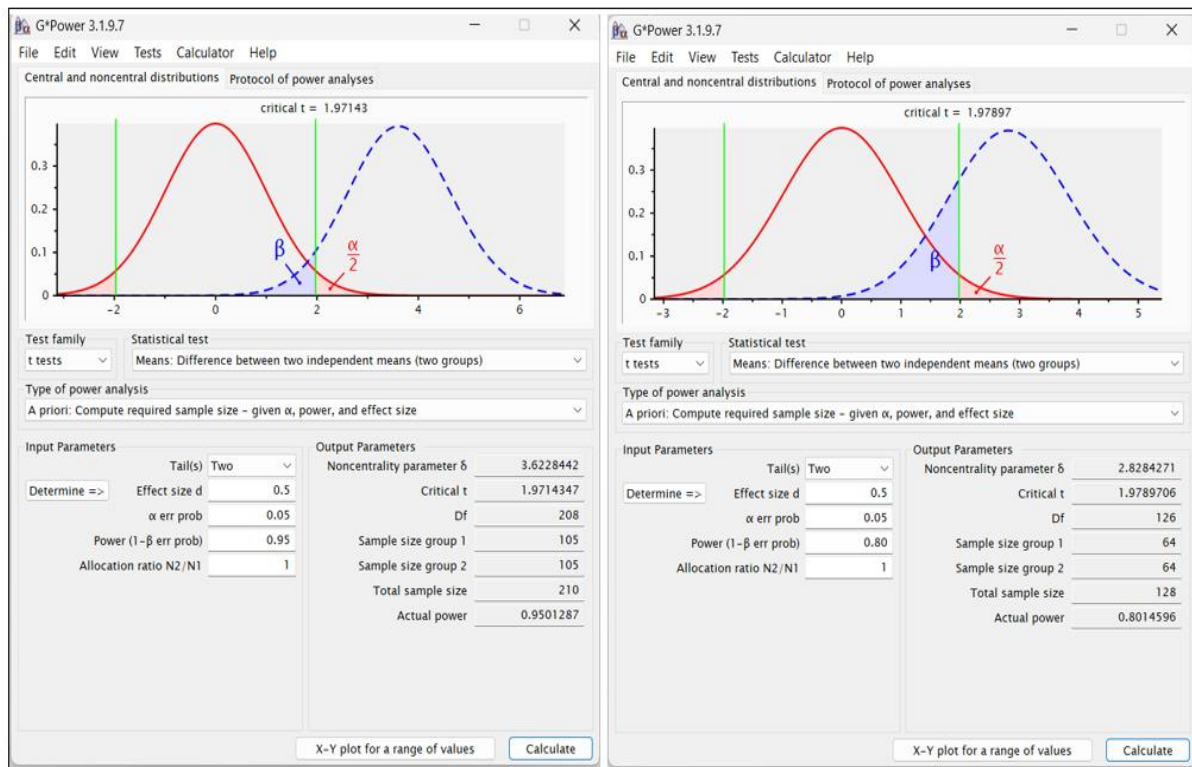 G*Power 3.1.9.7
File Edit View Tests Calculator Help
Central and noncentral distributions Protocol of power analyses
critical t = 1.97143
0.3
0.2
0.1
0
β
α
2
-2 0 2 4 6
Test family Statistical test
t tests Means: Difference between two independent means (two groups)
Type of power analysis
A priori: Compute required sample size – given α, power, and effect size
Input Parameters
Tail(s) Two
Determine => Effect size d 0.5
α err prob 0.05
Power (1-β err prob) 0.95
Allocation ratio N2/N1 1
Output Parameters
Noncentrality parameter δ 3.6228442
Critical t 1.9714347
Df 208
Sample size group 1 105
Sample size group 2 105
Total sample size 210
Actual power 0.9501287
X-Y plot for a range of values Calculate
G*Power 3.1.9.7
File Edit View Tests Calculator Help
Central and noncentral distributions Protocol of power analyses
critical t = 1.97897
0.3
0.2
0.1
0
β
α
2
-3 -2 -1 0 1 2 3 4 5
Test family Statistical test
t tests Means: Difference between two independent means (two groups)
Type of power analysis
A priori: Compute required sample size – given α, power, and effect size
Input Parameters
Tail(s) Two
Determine => Effect size d 0.5
α err prob 0.05
Power (1-β err prob) 0.80
Allocation ratio N2/N1 1
Output Parameters
Noncentrality parameter δ 2.8284271
Critical t 1.9789706
Df 126
Sample size group 1 64
Sample size group 2 64
Total sample size 128
Actual power 0.8014596
X-Y plot for a range of values Calculate